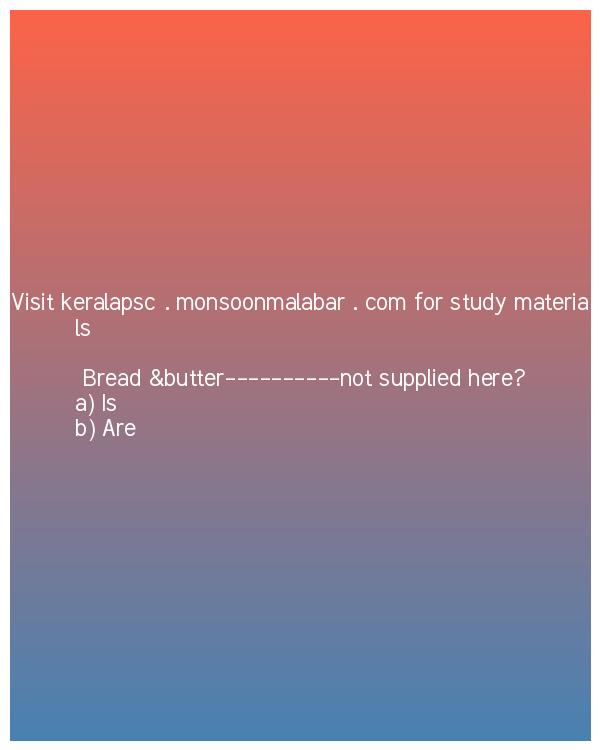 Visit keralapsc . monsoonmalabar . com for study materia
ls
Bread &butter----------not supplied here?
a) Is
b) Are